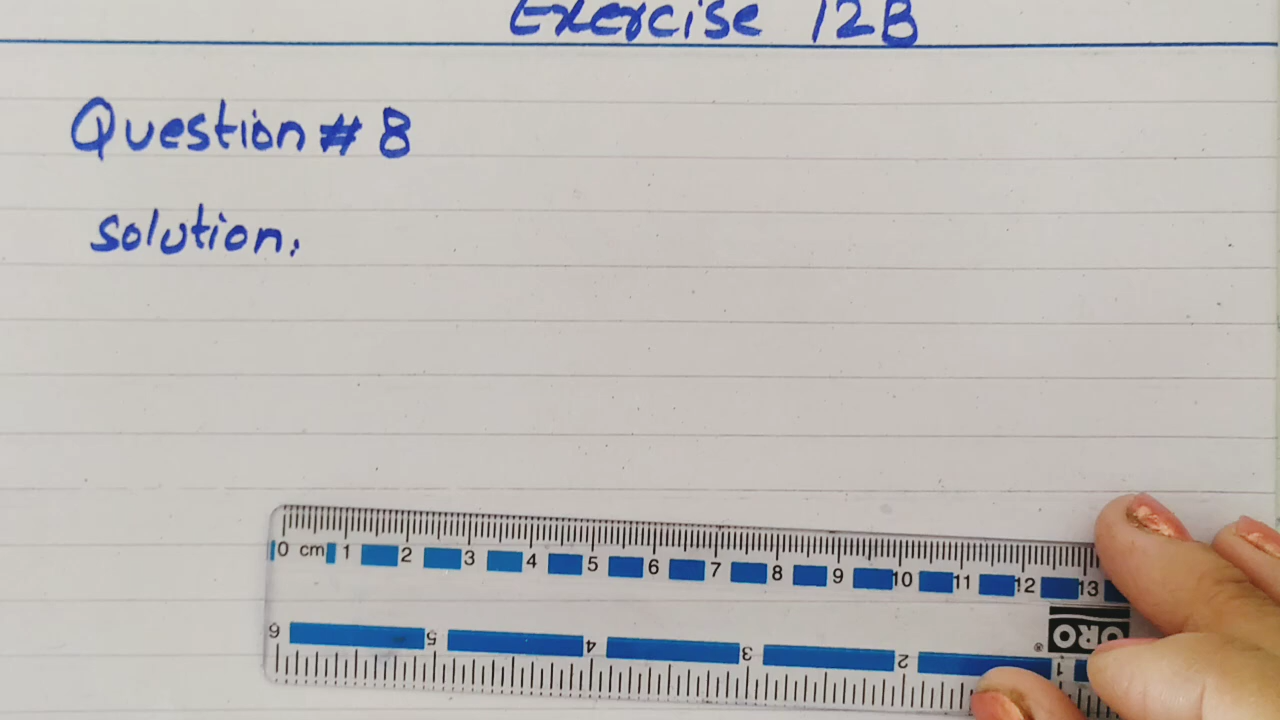 Exercise 12B
Question # 8
solution:
0 cm 1 2 3 4 5 6 7 8 9 10 11 12 13
ORO ®
6 5 4 3 2 1